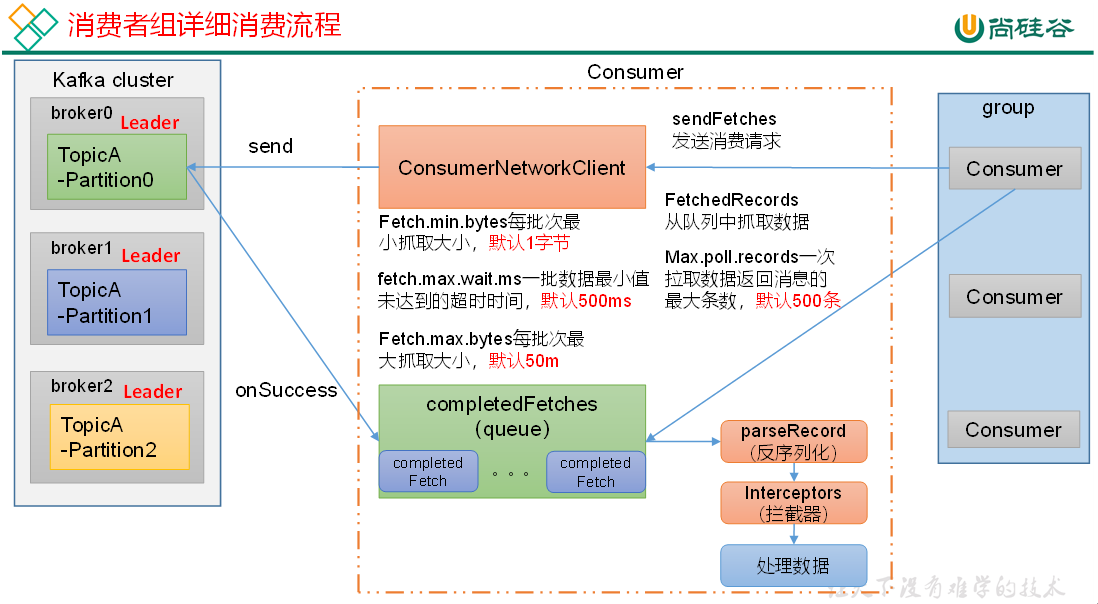 消费者组详细消费流程
尚硅谷
Kafka cluster
broker0
Leader
TopicA
-Partition0
broker1
Leader
TopicA
-Partition1
broker2
Leader
TopicA
-Partition2
send
onSuccess
Consumer
ConsumerNetworkClient
Fetch.min.bytes每批次最
小抓取大小，默认1字节
fetch.max.wait.ms一批数据最小值
未达到的超时时间，默认500ms
Fetch.max.bytes每批次最
大抓取大小，默认50m
completedFetches
（queue）
completed
Fetch
。。。
completed
Fetch
sendFetches
发送消费请求
FetchedRecords
从队列中抓取数据
Max.poll.records一次
拉取数据返回消息的
最大条数，默认500条
parseRecord
（反序列化）
Interceptors
（拦截器）
处理数据
group
Consumer
Consumer
Consumer
让天下没有难学的技术